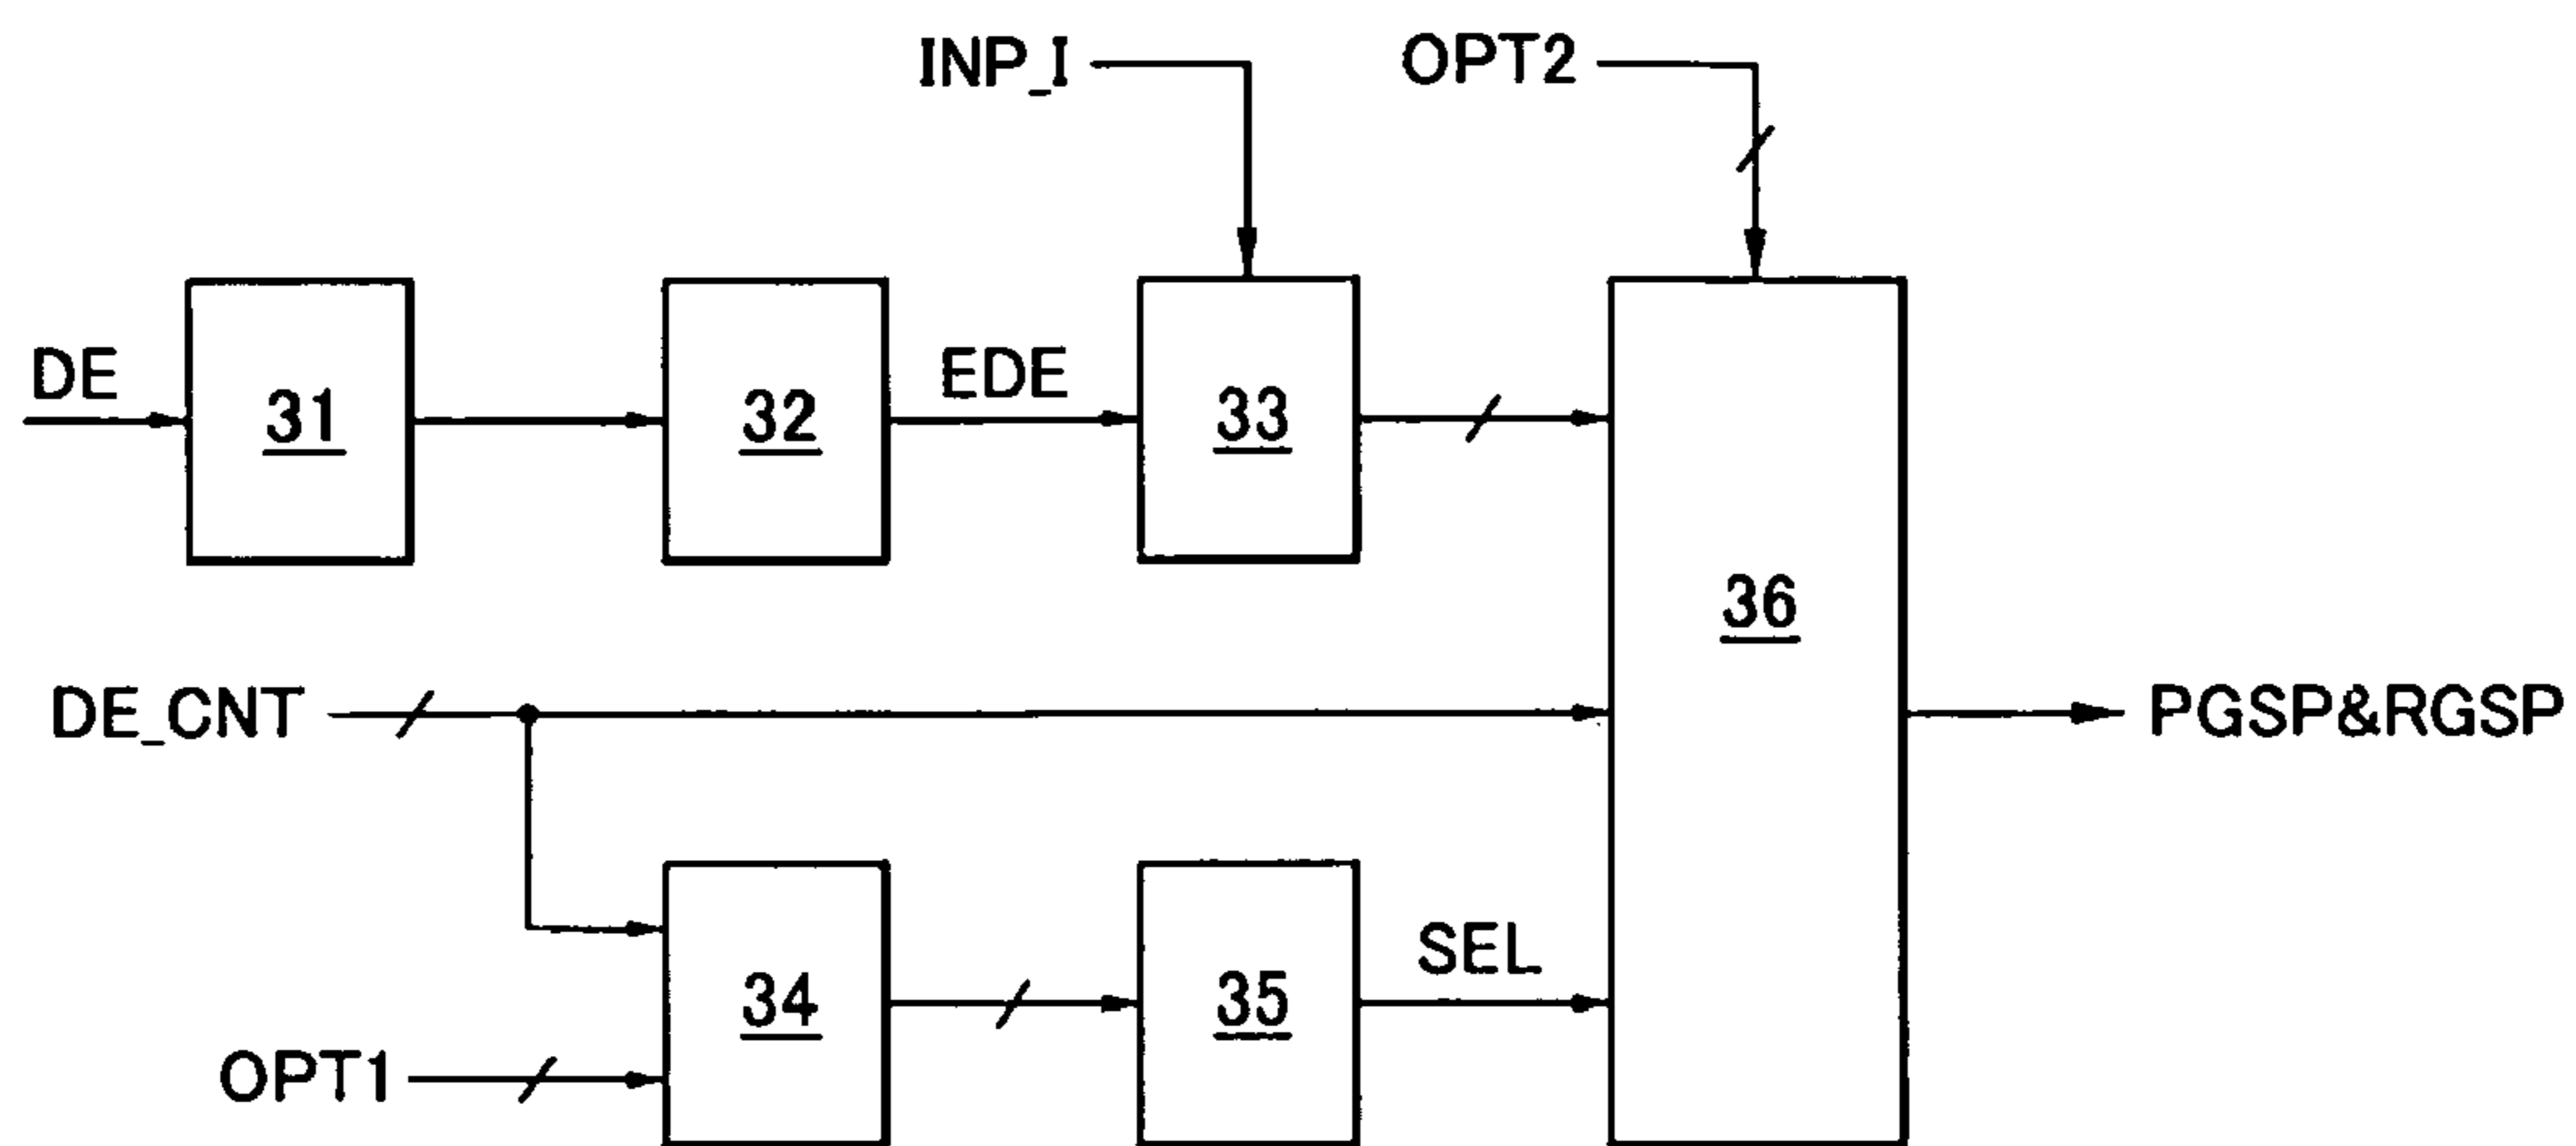 INP_I
OPT2
DE
31
32
EDE
33
36
DE_CNT
PGSP&RGSP
34
35
SEL
OPT1